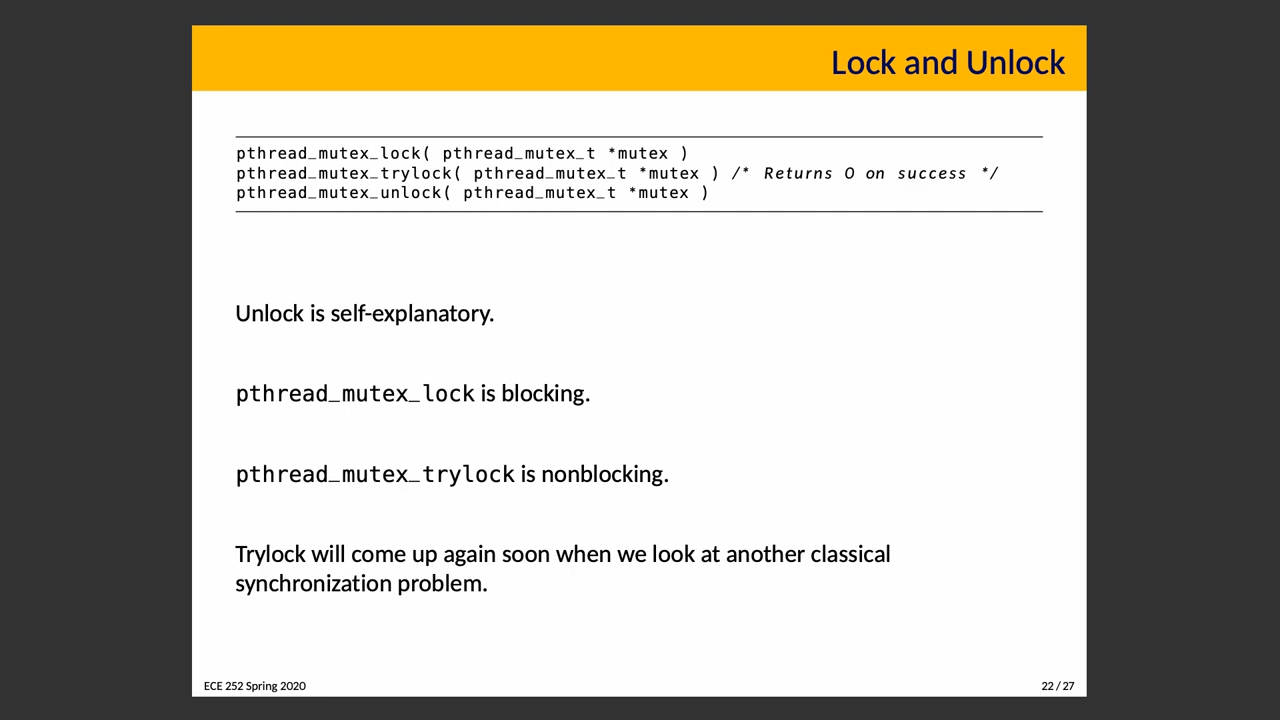 Lock and Unlock
pthread_mutex_lock( pthread_mutex_t *mutex )
pthread_mutex_trylock( pthread_mutex_t *mutex ) /* Returns 0 on success */
pthread_mutex_unlock( pthread_mutex_t *mutex )
Unlock is self-explanatory.
pthread_mutex_lock is blocking.
pthread_mutex_trylock is nonblocking.
Trylock will come up again soon when we look at another classical
synchronization problem.
ECE 252 Spring 2020
22 / 27